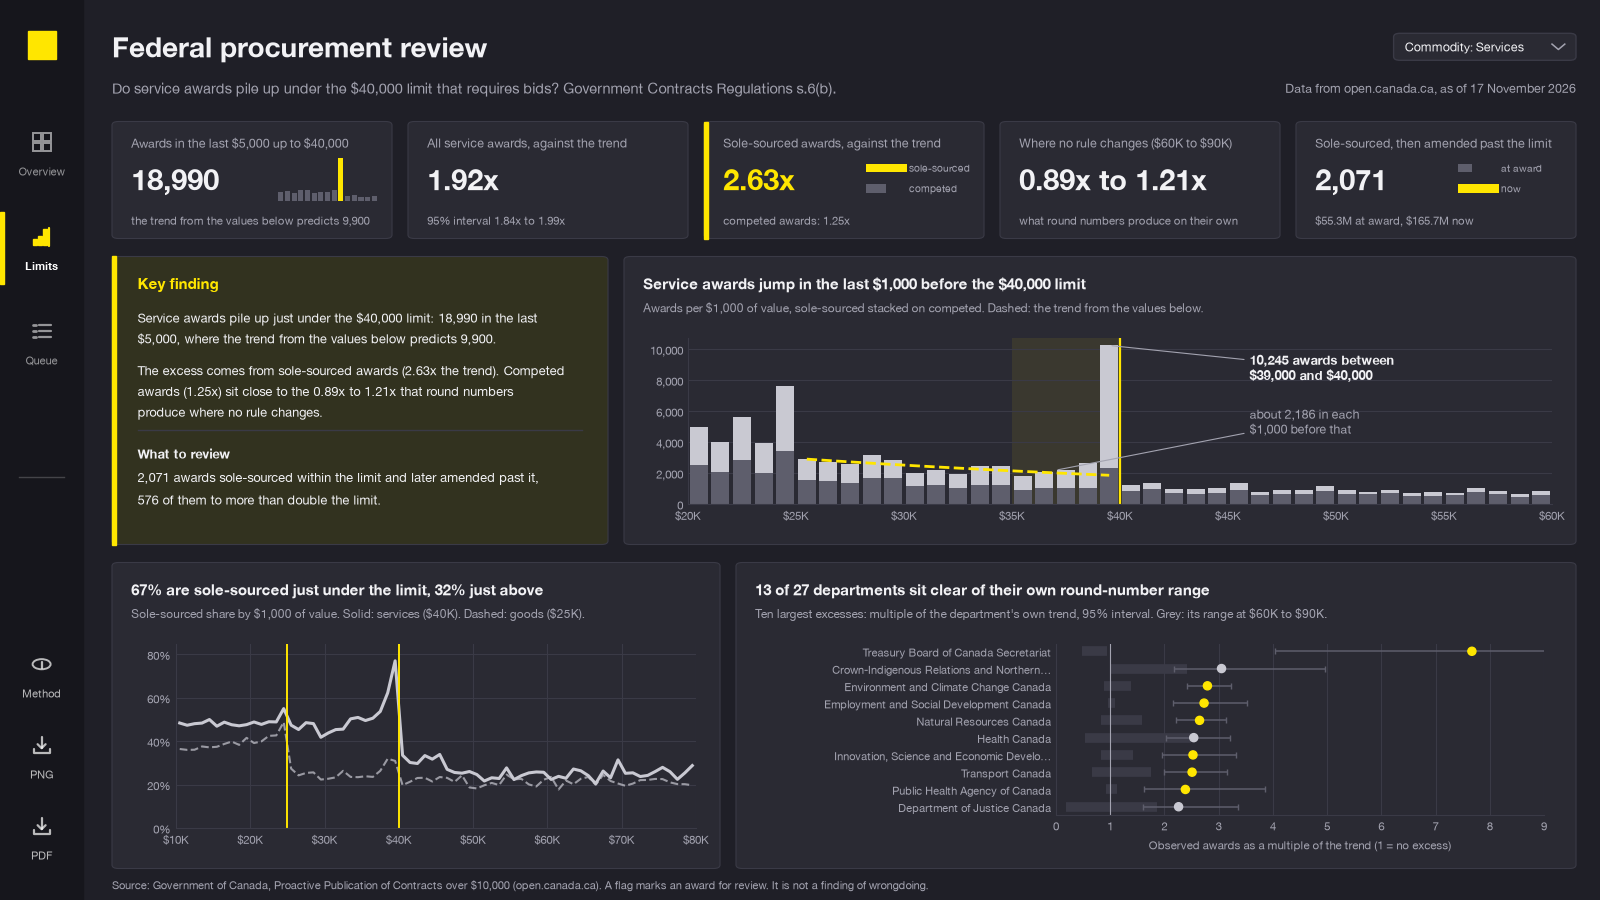 Federal procurement review
Commodity: Services
Do service awards pile up under the $40,000 limit that requires bids? Government Contracts Regulations s.6(b).
Data from open.canada.ca, as of 17 November 2026
Overview
Limits
Queue
Method
PNG
PDF
Awards in the last $5,000 up to $40,000
18,990
the trend from the values below predicts 9,900
All service awards, against the trend
1.92x
95% interval 1.84x to 1.99x
Sole-sourced awards, against the trend
2.63x
sole-sourced
competed
competed awards: 1.25x
Where no rule changes ($60K to $90K)
0.89x to 1.21x
what round numbers produce on their own
Sole-sourced, then amended past the limit
2,071
at award
now
$55.3M at award, $165.7M now
Key finding
Service awards pile up just under the $40,000 limit: 18,990 in the last
$5,000, where the trend from the values below predicts 9,900.
The excess comes from sole-sourced awards (2.63x the trend). Competed
awards (1.25x) sit close to the 0.89x to 1.21x that round numbers
produce where no rule changes.
What to review
2,071 awards sole-sourced within the limit and later amended past it,
576 of them to more than double the limit.
Service awards jump in the last $1,000 before the $40,000 limit
Awards per $1,000 of value, sole-sourced stacked on competed. Dashed: the trend from the values below.
10,000
8,000
6,000
4,000
2,000
0
10,245 awards between
$39,000 and $40,000
about 2,186 in each
$1,000 before that
$20K $25K $30K $35K $40K $45K $50K $55K $60K
67% are sole-sourced just under the limit, 32% just above
Sole-sourced share by $1,000 of value. Solid: services ($40K). Dashed: goods ($25K).
80%
60%
40%
20%
0%
$10K $20K $30K $40K $50K $60K $70K $80K
13 of 27 departments sit clear of their own round-number range
Ten largest excesses: multiple of the department's own trend, 95% interval. Grey: its range at $60K to $90K.
Treasury Board of Canada Secretariat
Crown-Indigenous Relations and Northern…
Environment and Climate Change Canada
Employment and Social Development Canada
Natural Resources Canada
Health Canada
Innovation, Science and Economic Develo…
Transport Canada
Public Health Agency of Canada
Department of Justice Canada
0 1 2 3 4 5 6 7 8 9
Observed awards as a multiple of the trend (1 = no excess)
Source: Government of Canada, Proactive Publication of Contracts over $10,000 (open.canada.ca). A flag marks an award for review. It is not a finding of wrongdoing.